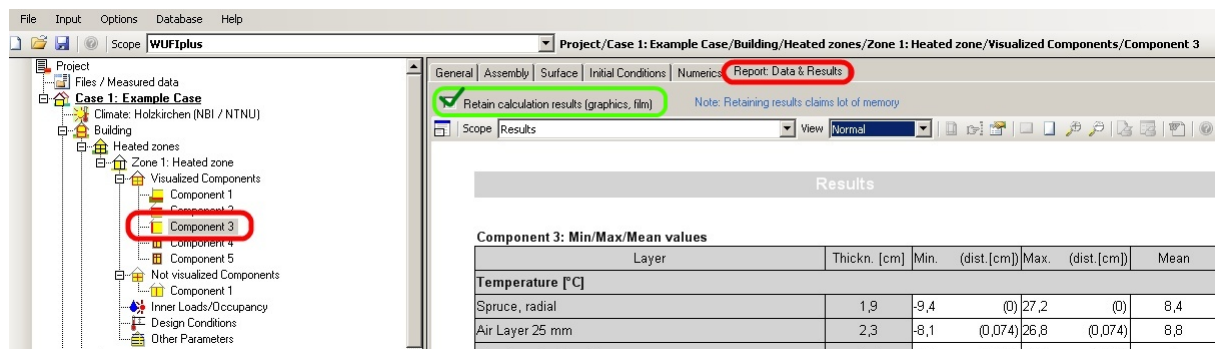 File Input Options Database Help
Scope WUFIplus Project/Case 1: Example Case/Building/Heated zones/Zone 1: Heated zone/Visualized Components/Component 3
Project
Files / Measured data
Case 1: Example Case
Climate: Holzkirchen (NBI / NTNU)
Building
Heated zones
Zone 1: Heated zone
Visualized Components
Component 1
Component 2
Component 3
Component 4
Component 5
Not visualized Components
Component 1
Inner Loads/Occupancy
Design Conditions
Other Parameters
General Assembly Surface Initial Conditions Numerics Report: Data & Results
Retain calculation results (graphics, film) Note: Retaining results claims lot of memory
Scope Results View Normal
Results
Component 3: Min/Max/Mean values
Layer Thickn. [cm] Min. (dist.[cm]) Max. (dist.[cm]) Mean
Temperature [°C]
Spruce, radial 1,9 -9,4 (0) 27,2 (0) 8,4
Air Layer 25 mm 2,3 -8,1 (0,074) 26,8 (0,074) 8,8